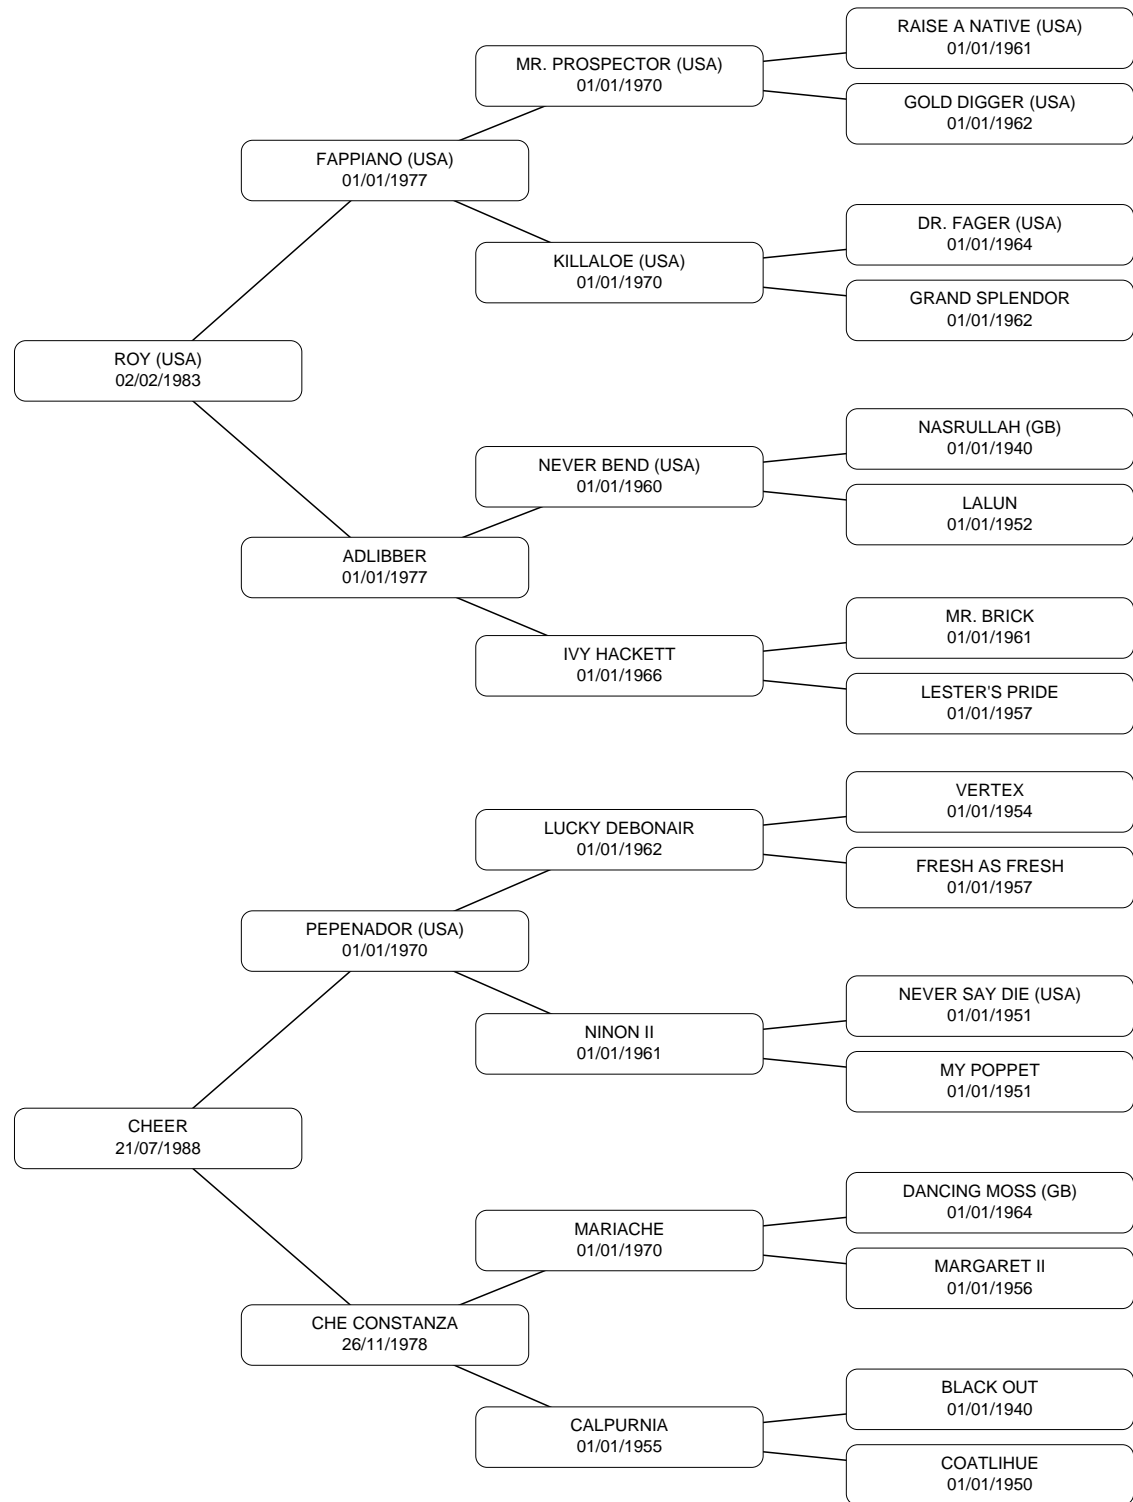 RAISE A NATIVE (USA)
01/01/1961
MR. PROSPECTOR (USA)
01/01/1970
GOLD DIGGER (USA)
01/01/1962
FAPPIANO (USA)
01/01/1977
DR. FAGER (USA)
01/01/1964
KILLALOE (USA)
01/01/1970
GRAND SPLENDOR
01/01/1962
ROY (USA)
02/02/1983
NASRULLAH (GB)
01/01/1940
NEVER BEND (USA)
01/01/1960
LALUN
01/01/1952
ADLIBBER
01/01/1977
MR. BRICK
01/01/1961
IVY HACKETT
01/01/1966
LESTER'S PRIDE
01/01/1957
VERTEX
01/01/1954
LUCKY DEBONAIR
01/01/1962
FRESH AS FRESH
01/01/1957
PEPENADOR (USA)
01/01/1970
NEVER SAY DIE (USA)
01/01/1951
NINON II
01/01/1961
MY POPPET
01/01/1951
CHEER
21/07/1988
DANCING MOSS (GB)
01/01/1964
MARIACHE
01/01/1970
MARGARET II
01/01/1956
CHE CONSTANZA
26/11/1978
BLACK OUT
01/01/1940
CALPURNIA
01/01/1955
COATLIHUE
01/01/1950